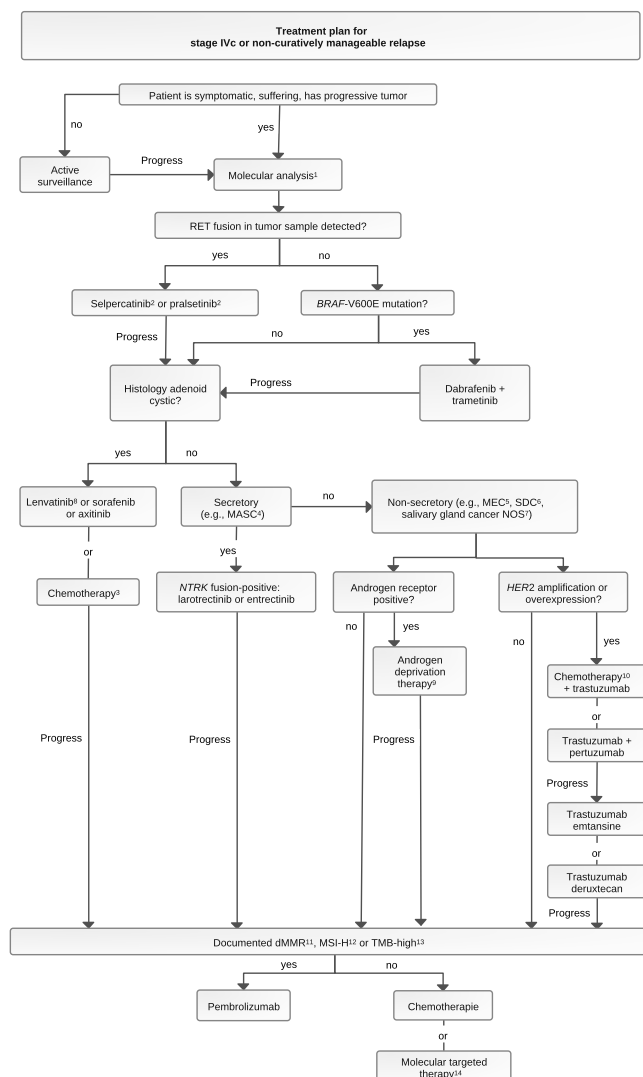 Treatment plan for
stage IVc or non-curatively manageable relapse
Patient is symptomatic, suffering, has progressive tumor
no
yes
Active
surveillance
Progress
Molecular analysis¹
RET fusion in tumor sample detected?
yes
no
Selpercatinib² or pralsetinib²
BRAF-V600E mutation?
Progress
no
yes
Histology adenoid
cystic?
Progress
Dabrafenib +
trametinib
yes
no
Lenvatinib⁸ or sorafenib
or axitinib
Secretory
(e.g., MASC⁴)
no
Non-secretory (e.g., MEC⁵, SDC⁶,
salivary gland cancer NOS⁷)
or
yes
Chemotherapy³
NTRK fusion-positive:
larotrectinib or entrectinib
Androgen receptor
positive?
HER2 amplification or
overexpression?
no
yes
no
yes
Androgen
deprivation
therapy⁹
Chemotherapy¹⁰
+ trastuzumab
or
Trastuzumab +
pertuzumab
Progress
Progress
Progress
Progress
Trastuzumab
emtansine
or
Trastuzumab
deruxtecan
Progress
Documented dMMR¹¹, MSI-H¹² or TMB-high¹³
yes
no
Pembrolizumab
Chemotherapie
or
Molecular targeted
therapy¹⁴